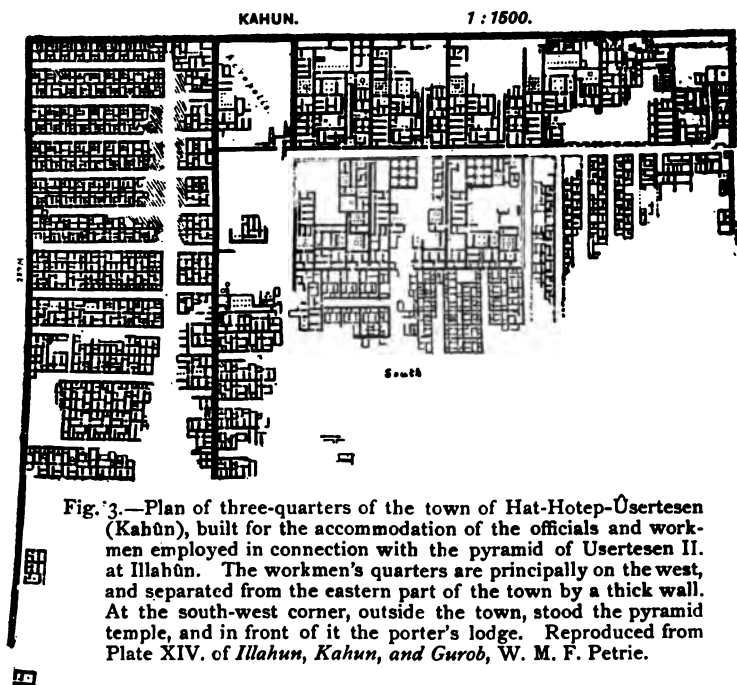 KAHUN. 1 : 1500.
Acropolis
West
South
Fig. 3.—Plan of three-quarters of the town of Hat-Hotep-Ûsertesen
(Kahûn), built for the accommodation of the officials and work-
men employed in connection with the pyramid of Usertesen II.
at Illahûn. The workmen's quarters are principally on the west,
and separated from the eastern part of the town by a thick wall.
At the south-west corner, outside the town, stood the pyramid
temple, and in front of it the porter's lodge. Reproduced from
Plate XIV. of Illahun, Kahun, and Gurob, W. M. F. Petrie.